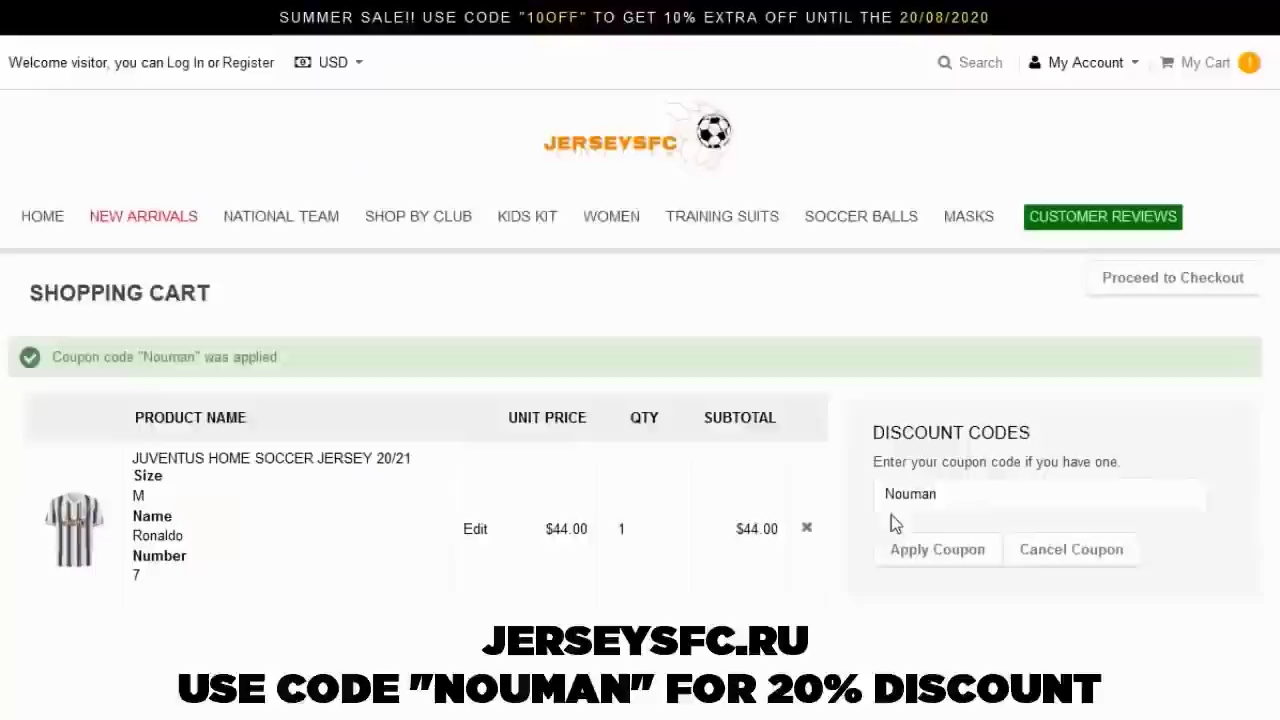 SUMMER SALE!! USE CODE "10OFF" TO GET 10% EXTRA OFF UNTIL THE 20/08/2020
Welcome visitor, you can Log In or Register USD Search My Account My Cart !
JERSEYSFC
HOME NEW ARRIVALS NATIONAL TEAM SHOP BY CLUB KIDS KIT WOMEN TRAINING SUITS SOCCER BALLS MASKS CUSTOMER REVIEWS
Proceed to Checkout
SHOPPING CART
Coupon code "Nouman" was applied
PRODUCT NAME UNIT PRICE QTY SUBTOTAL
JUVENTUS HOME SOCCER JERSEY 20/21
Size
M
Name
Ronaldo
Number
7
Edit $44.00 1 $44.00
DISCOUNT CODES
Enter your coupon code if you have one.
Nouman
Apply Coupon Cancel Coupon
JERSEYSFC.RU
USE CODE "NOUMAN" FOR 20% DISCOUNT